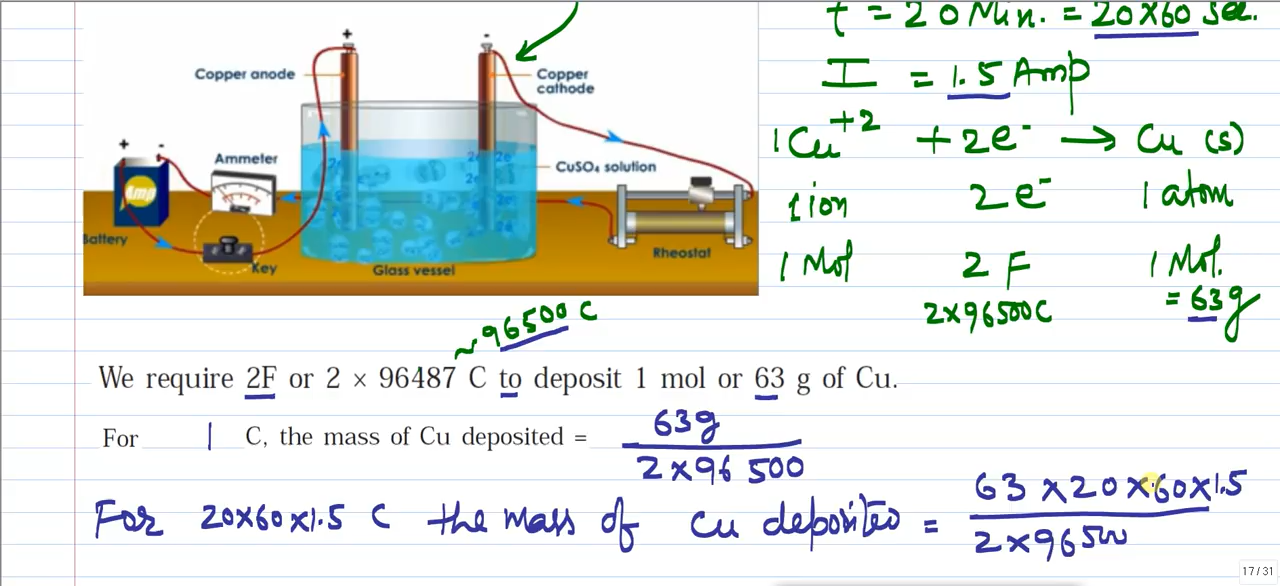 t = 20 Min. = 20×60 sec.
I = 1.5 Amp
1Cu⁺² + 2e⁻ → Cu (s)
1 ion 2e⁻ 1 atom
1 Mol 2 F 1 Mol.
2×96500C = 63g
+ -
Copper anode
Copper cathode
Ammeter
CuSO₄ solution
+ -
Amp
Battery
Key
Glass vessel
Rheostat
~96500 C
We require 2F or 2 × 96487 C to deposit 1 mol or 63 g of Cu.
For 1 C, the mass of Cu deposited = 63g / 2×96500
For 20×60×1.5 C the mass of Cu deposited = 63×20×60×1.5 / 2×96500
17 / 31